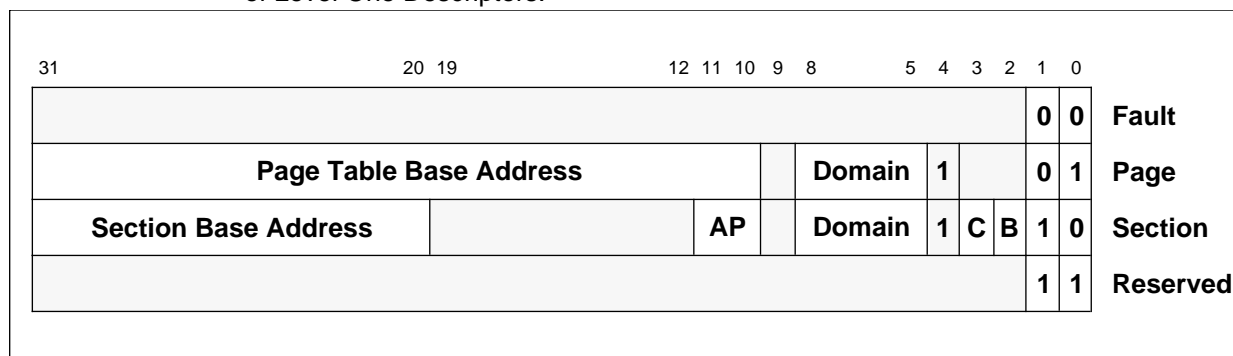 of Level One Descriptors.
31 20 19 12 11 10 9 8 5 4 3 2 1 0
0 0 Fault
Page Table Base Address Domain 1 0 1 Page
Section Base Address AP Domain 1 C B 1 0 Section
1 1 Reserved